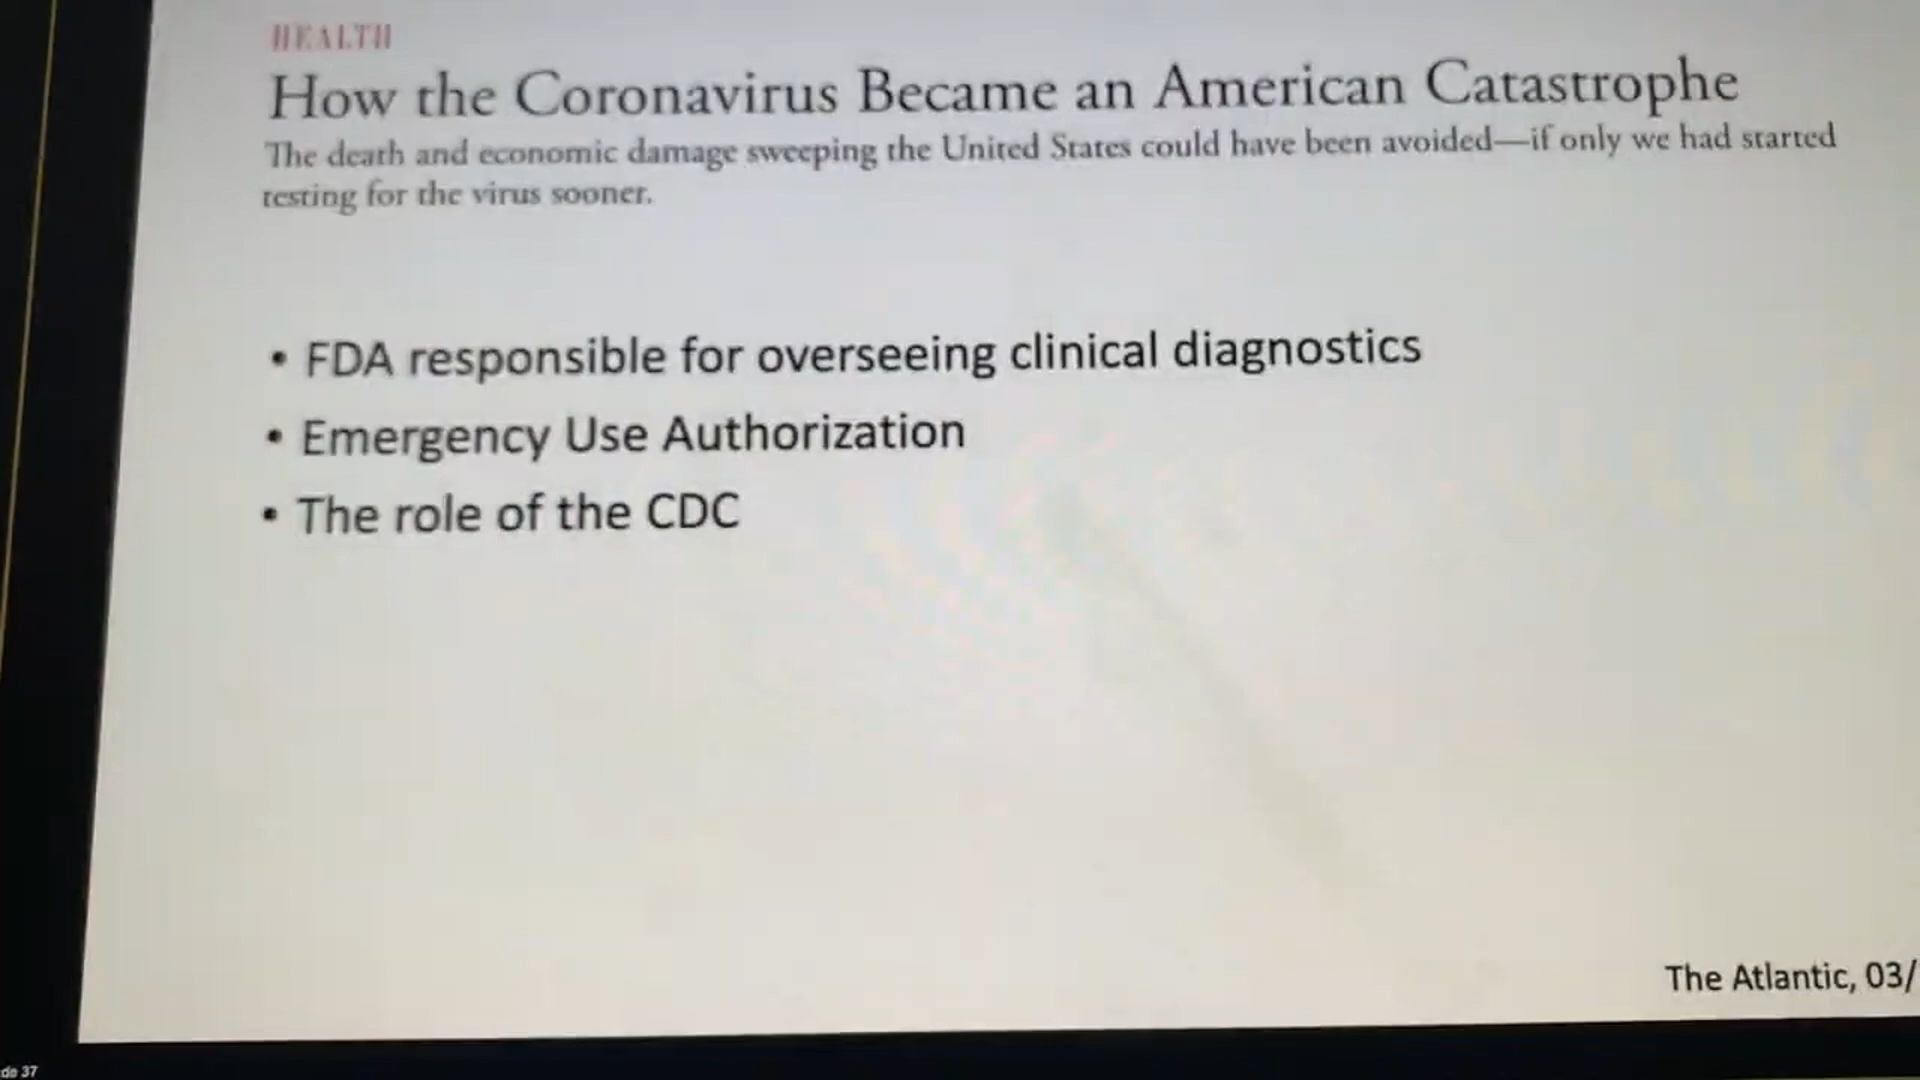 HEALTH
How the Coronavirus Became an American Catastrophe
The death and economic damage sweeping the United States could have been avoided—if only we had started
testing for the virus sooner.
• FDA responsible for overseeing clinical diagnostics
• Emergency Use Authorization
• The role of the CDC
The Atlantic, 03/
de 37